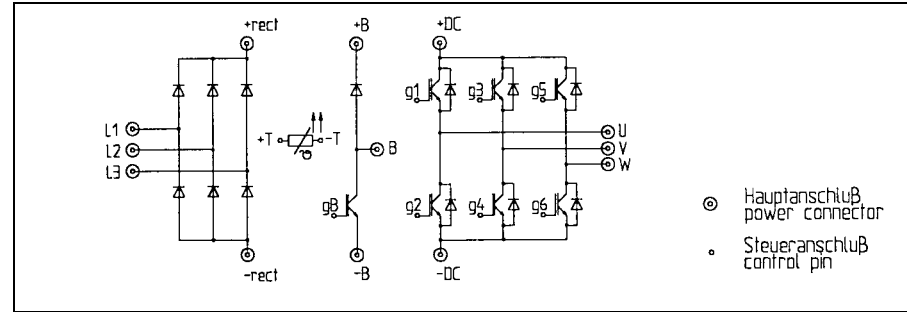 +rect
+B
+DC
g1
g3
g5
L1
L2
L3
+T
-T
ϑ
B
U
V
W
gB
g2
g4
g6
-rect
-B
-DC
Hauptanschluß
power connector
Steueranschluß
control pin